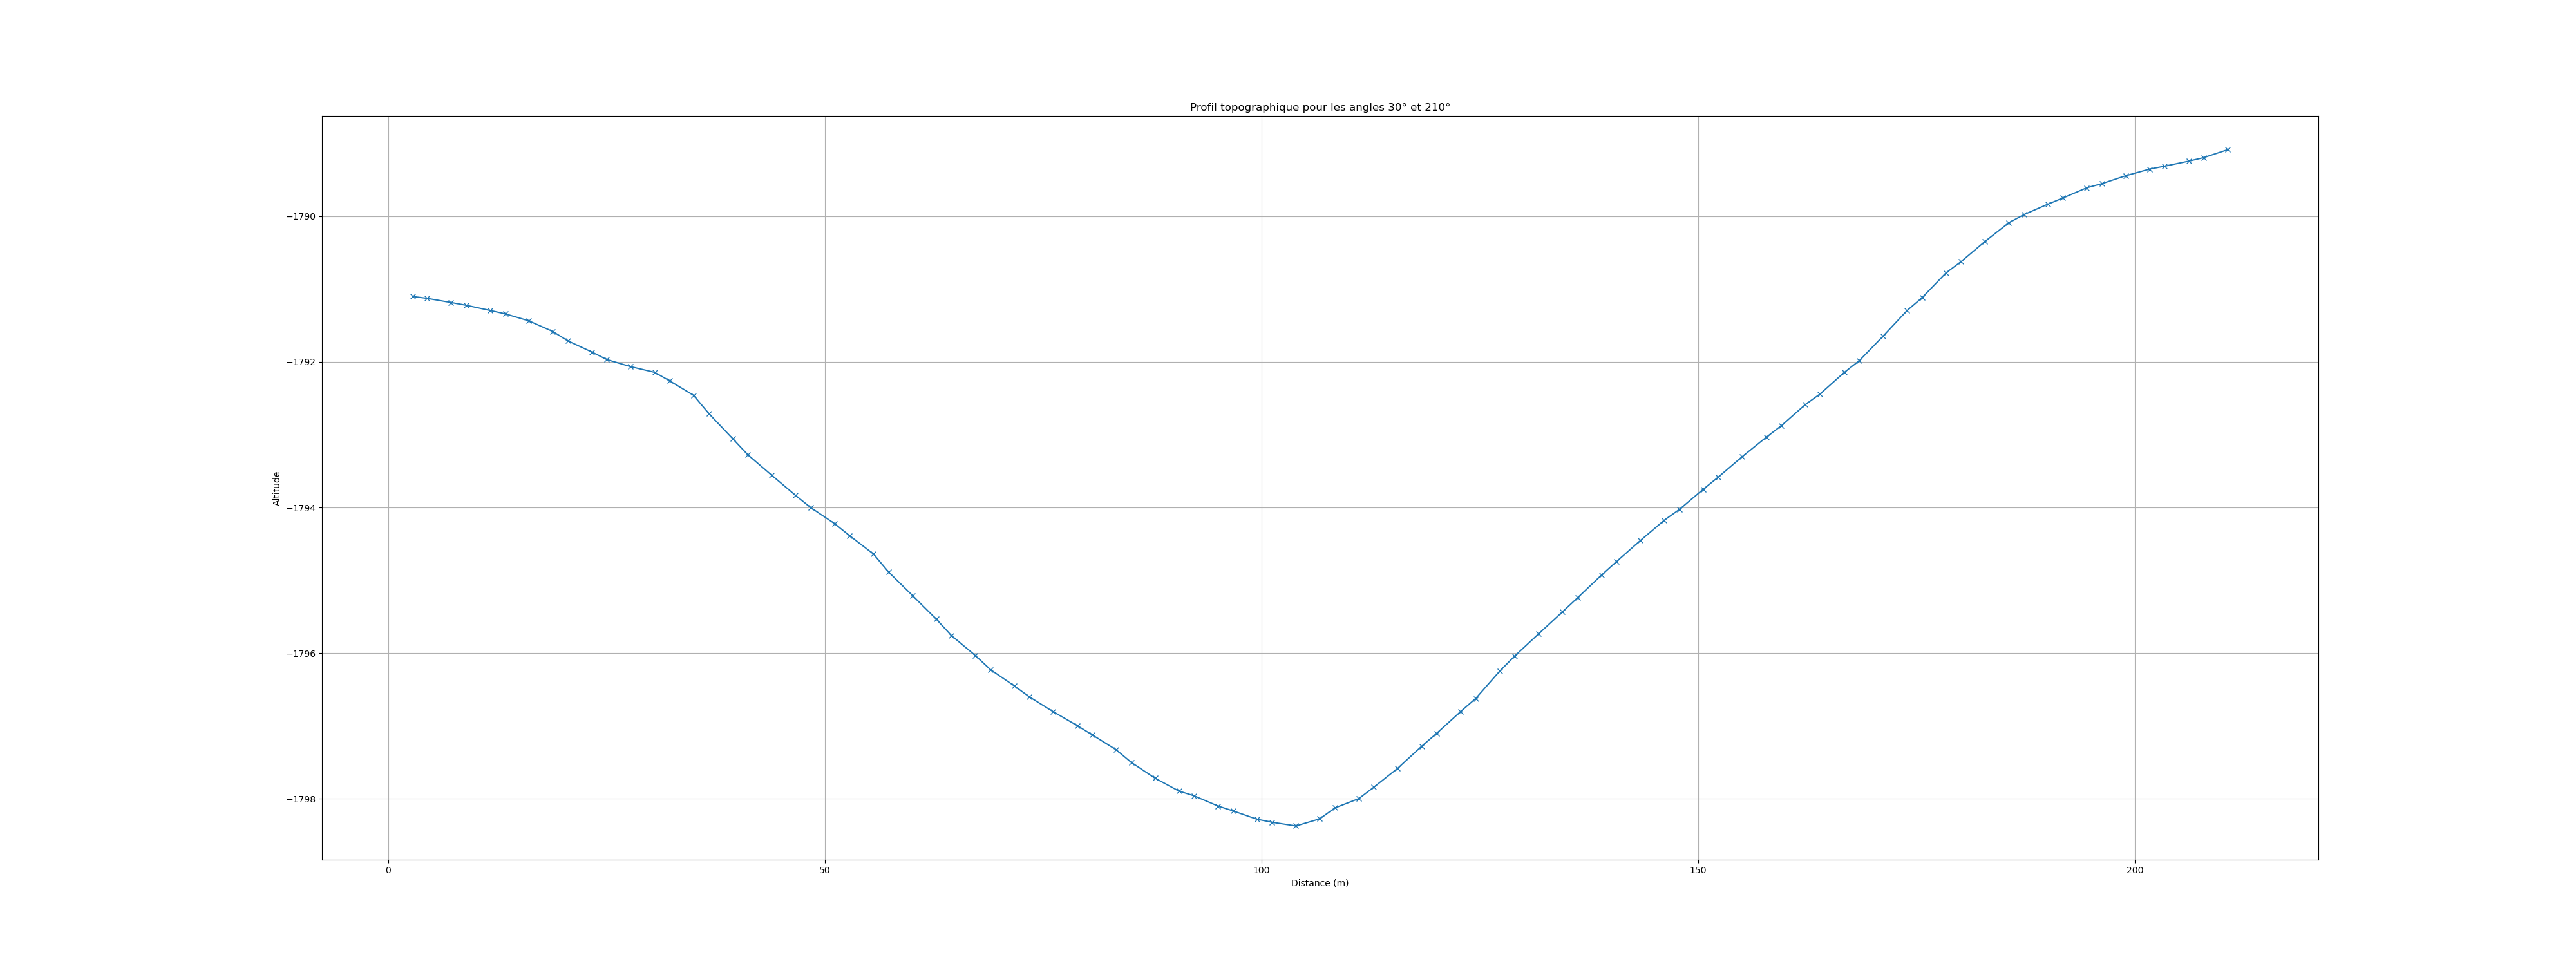 Profil topographique pour les angles 30° et 210°
Altitude
−1790
−1792
−1794
−1796
−1798
0 50 100 150 200
Distance (m)